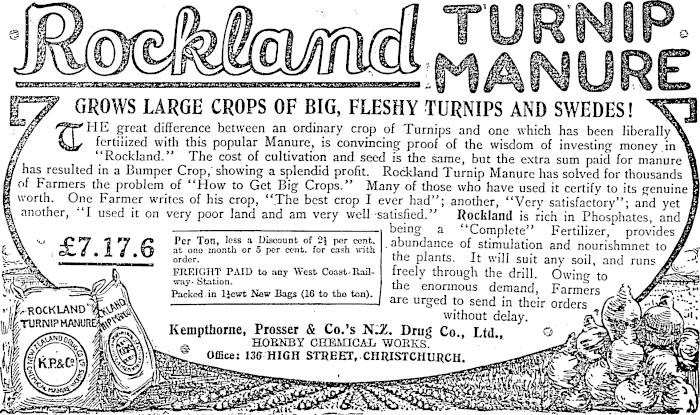 Rockland TURNIP
MANURE
GROWS LARGE CROPS OF BIG, FLESHY TURNIPS AND SWEDES!
THE great difference between an ordinary crop of Turnips and one which has been liberally
fertilized with this popular Manure, is convincing proof of the wisdom of investing money in
"Rockland." The cost of cultivation and seed is the same, but the extra sum paid for manure
has resulted in a Bumper Crop, showing a splendid profit. Rockland Turnip Manure has solved for thousands
of Farmers the problem of "How to Get Big Crops." Many of those who have used it certify to its genuine
worth. One Farmer writes of his crop, "The best crop I ever had"; another, "Very satisfactory"; and yet
another, "I used it on very poor land and am very well satisfied." Rockland is rich in Phosphates, and
being a "Complete" Fertilizer, provides
abundance of stimulation and nourishmnet to
the plants. It will suit any soil, and runs
freely through the drill. Owing to
the enormous demand, Farmers
are urged to send in their orders
without delay.
£7.17.6
Per Ton, less a Discount of 2½ per cent.
at one month or 5 per cent. for cash with
order.
FREIGHT PAID to any West Coast Rail-
way Station.
Packed in 1¼cwt New Bags (16 to the ton).
ROCKLAND
TURNIP MANURE
K.P.& Co
Kempthorne, Prosser & Co.'s N.Z. Drug Co., Ltd.,
HORNBY CHEMICAL WORKS.
Office: 136 HIGH STREET, CHRISTCHURCH.